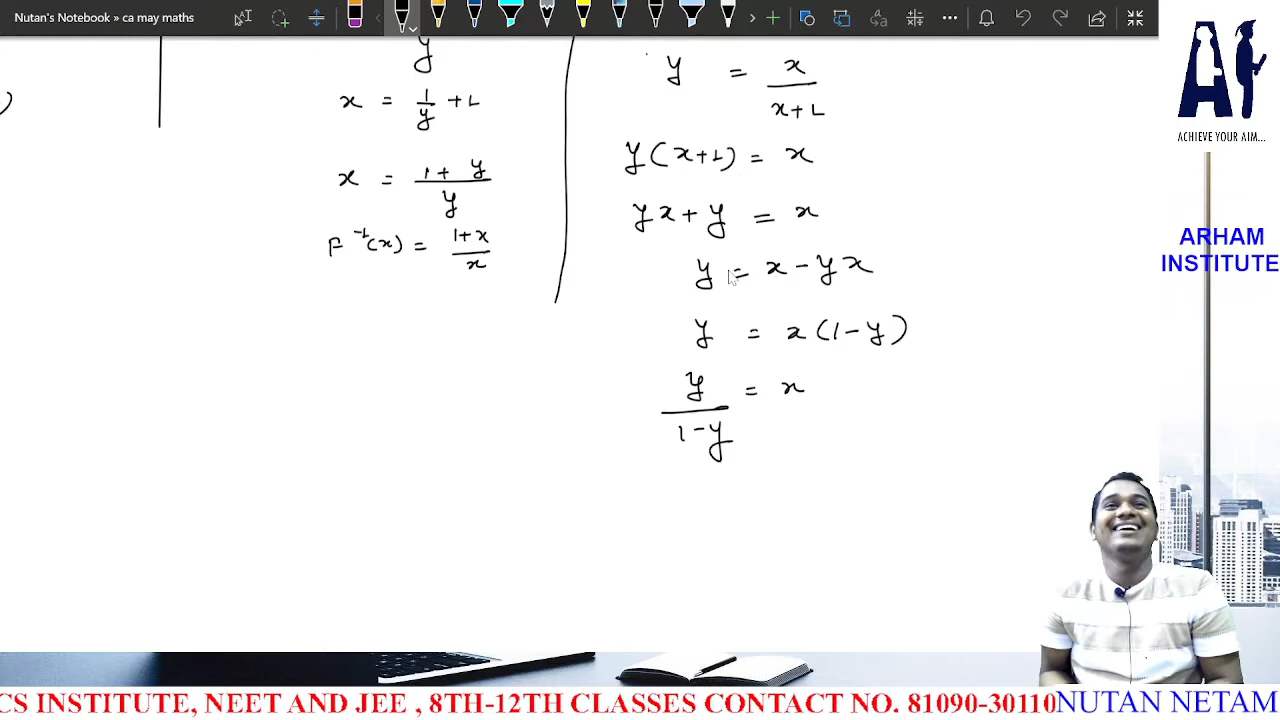 Nutan's Notebook » ca may maths
)
y
x = 1/y + 1
x = 1 + y / y
F⁻¹(x) = 1+x / x
y = x / x+1
y(x+1) = x
yx + y = x
y = x - yx
y = x(1-y)
y / 1-y = x
ACHIEVE YOUR AIM...
ARHAM
INSTITUTE
CS INSTITUTE, NEET AND JEE , 8TH-12TH CLASSES CONTACT NO. 81090-30110
NUTAN NETAM